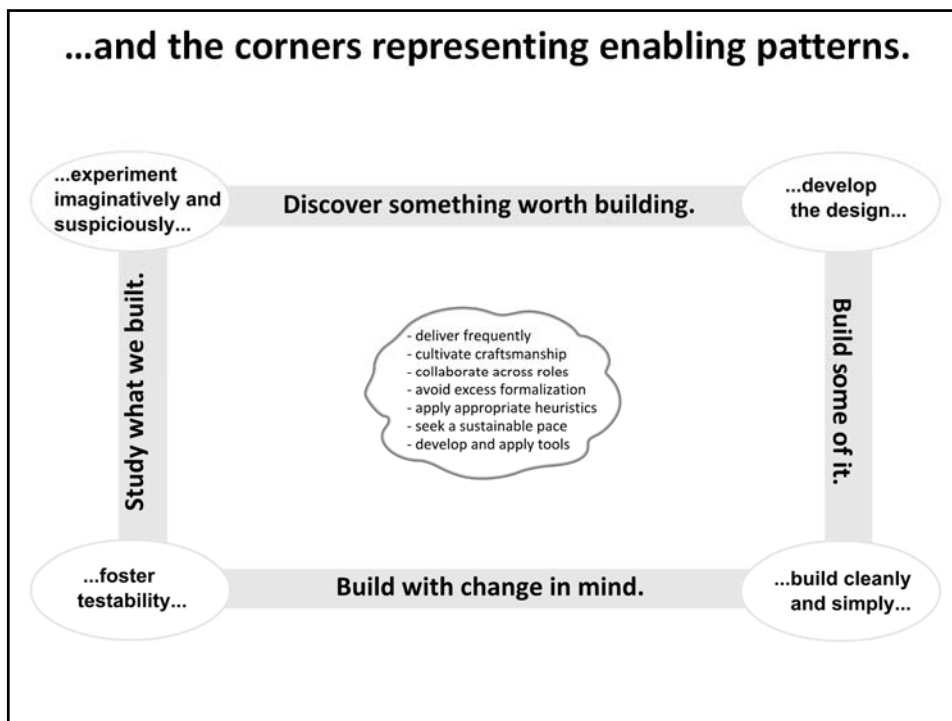 ...and the corners representing enabling patterns.
...experiment
imaginatively and
suspiciously...
Discover something worth building.
...develop
the design...
Study what we built.
- deliver frequently
- cultivate craftsmanship
- collaborate across roles
- avoid excess formalization
- apply appropriate heuristics
- seek a sustainable pace
- develop and apply tools
Build some of it.
...foster
testability...
Build with change in mind.
...build cleanly
and simply...